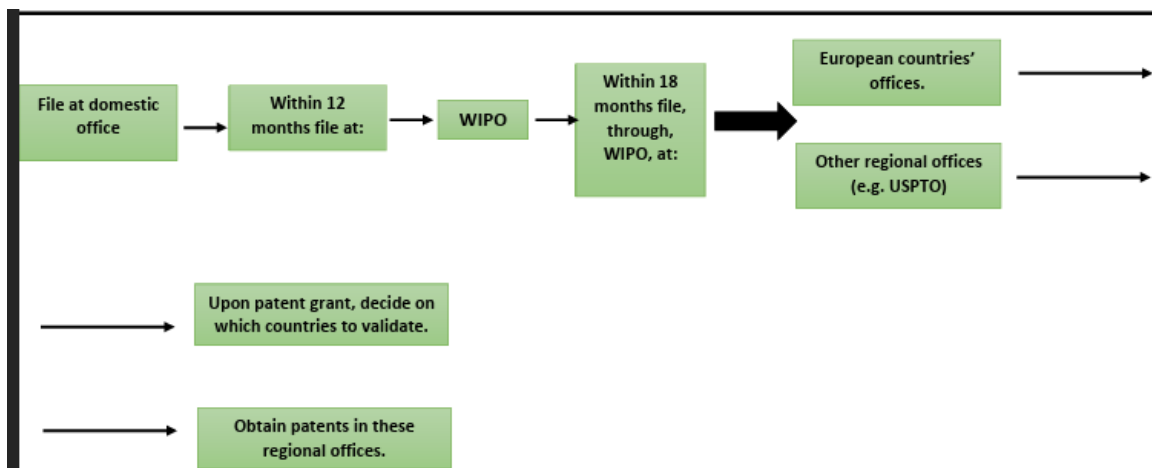 File at domestic
office
Within 12
months file at:
WIPO
Within 18
months file,
through,
WIPO, at:
European countries’
offices.
Other regional offices
(e.g. USPTO)
Upon patent grant, decide on
which countries to validate.
Obtain patents in these
regional offices.